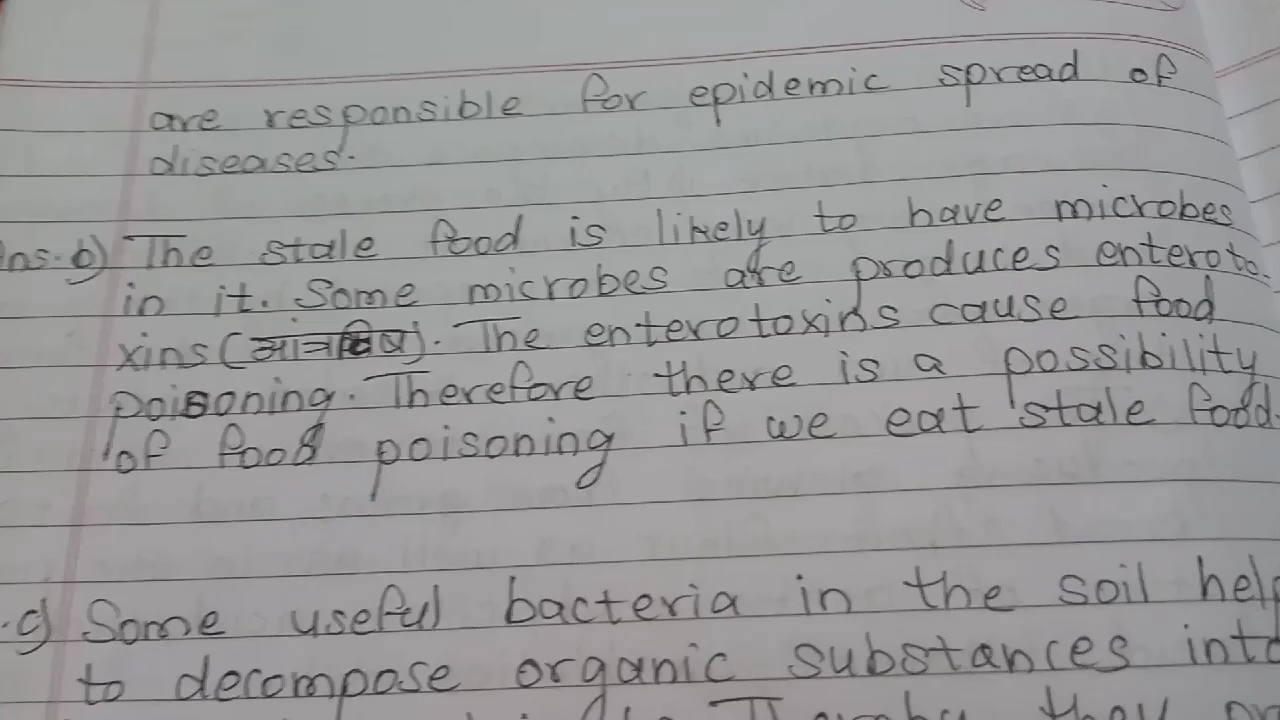 are responsible for epidemic spread of
diseases.
ns. b) The stale food is likely to have microbes
in it. Some microbes are produces enteroto
xins ( ). The enterotoxins cause food
poisoning. Therefore there is a possibility
of food poisoning if we eat stale food
.c) Some useful bacteria in the soil help
to decompose organic substances into
they